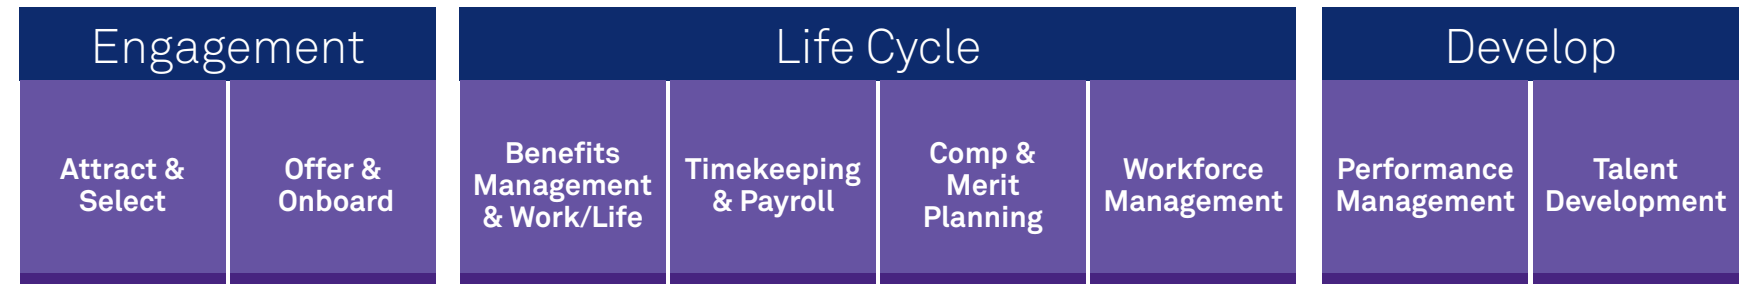 Engagement
Life Cycle
Develop
Attract &
Select
Offer &
Onboard
Benefits
Management
& Work/Life
Timekeeping
& Payroll
Comp &
Merit
Planning
Workforce
Management
Performance
Management
Talent
Development